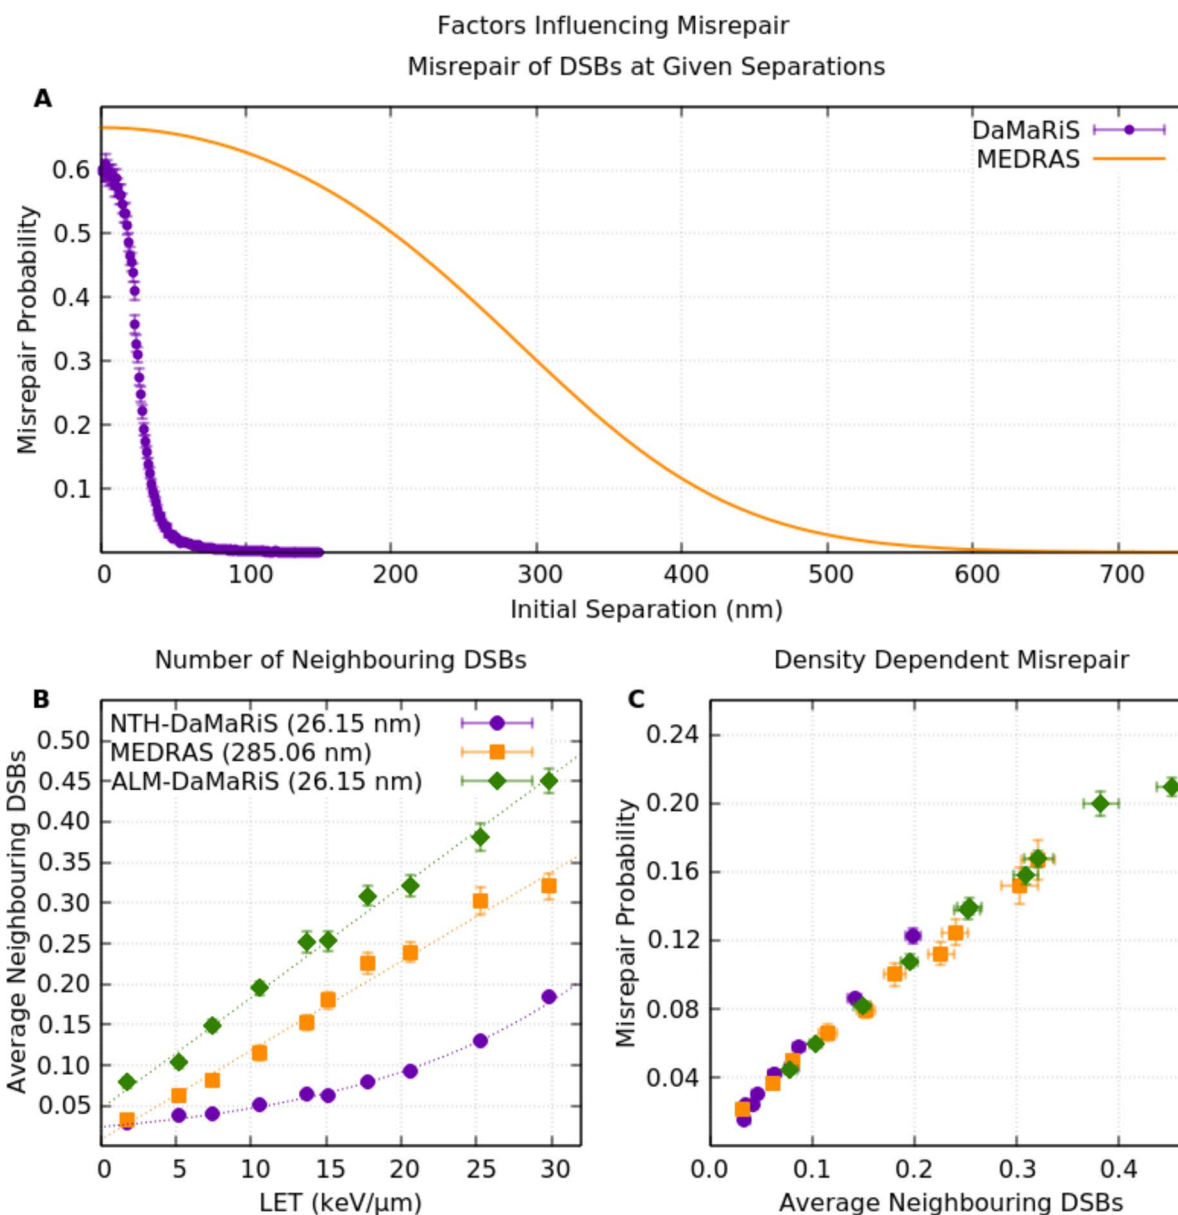 Factors Influencing Misrepair
Misrepair of DSBs at Given Separations
A
DaMaRiS
MEDRAS
Misrepair Probability
0.6
0.5
0.4
0.3
0.2
0.1
0 100 200 300 400 500 600 700
Initial Separation (nm)
Number of Neighbouring DSBs
B
NTH-DaMaRiS (26.15 nm)
MEDRAS (285.06 nm)
ALM-DaMaRiS (26.15 nm)
Average Neighbouring DSBs
0.50
0.45
0.40
0.35
0.30
0.25
0.20
0.15
0.10
0.05
0 5 10 15 20 25 30
LET (keV/μm)
Density Dependent Misrepair
C
Misrepair Probability
0.24
0.20
0.16
0.12
0.08
0.04
0.0 0.1 0.2 0.3 0.4
Average Neighbouring DSBs